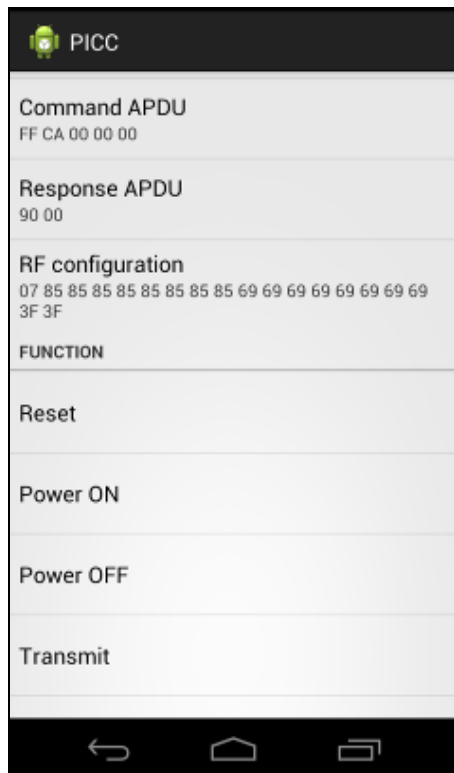 PICC
Command APDU
FF CA 00 00 00
Response APDU
90 00
RF configuration
07 85 85 85 85 85 85 85 85 69 69 69 69 69 69 69 69
3F 3F
FUNCTION
Reset
Power ON
Power OFF
Transmit